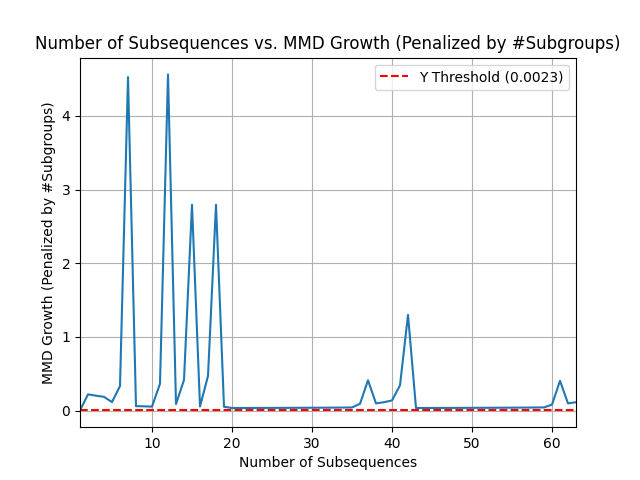 Number of Subsequences vs. MMD Growth (Penalized by #Subgroups)
Y Threshold (0.0023)
MMD Growth (Penalized by #Subgroups)
4
3
2
1
0
10 20 30 40 50 60
Number of Subsequences